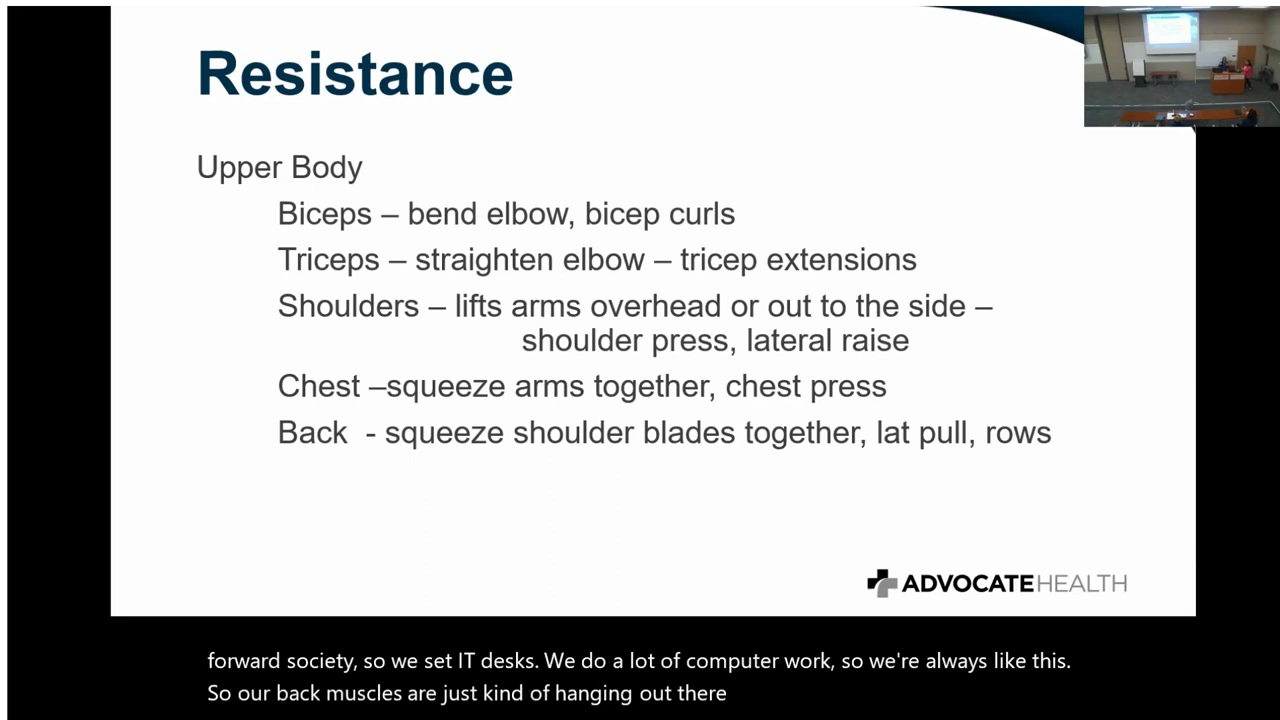 Resistance
Upper Body
Biceps – bend elbow, bicep curls
Triceps – straighten elbow – tricep extensions
Shoulders – lifts arms overhead or out to the side –
shoulder press, lateral raise
Chest –squeeze arms together, chest press
Back - squeeze shoulder blades together, lat pull, rows
ADVOCATEHEALTH
forward society, so we set IT desks. We do a lot of computer work, so we're always like this.
So our back muscles are just kind of hanging out there